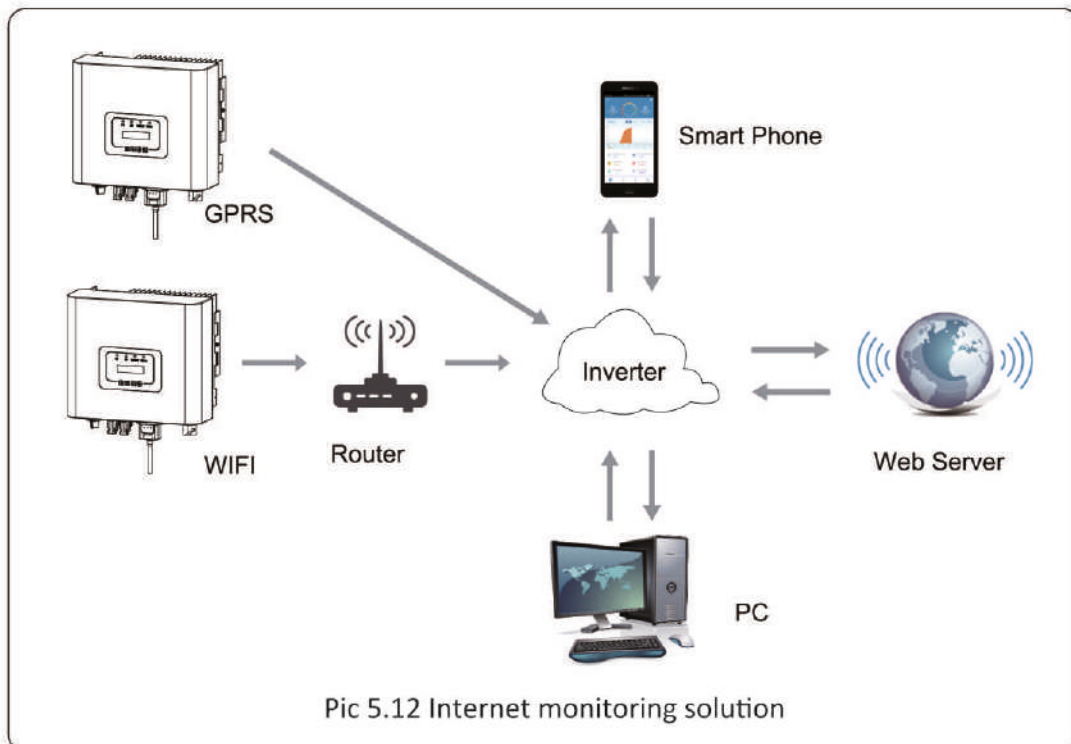 GPRS
Smart Phone
Inverter
WIFI
Router
Web Server
PC
Pic 5.12 Internet monitoring solution